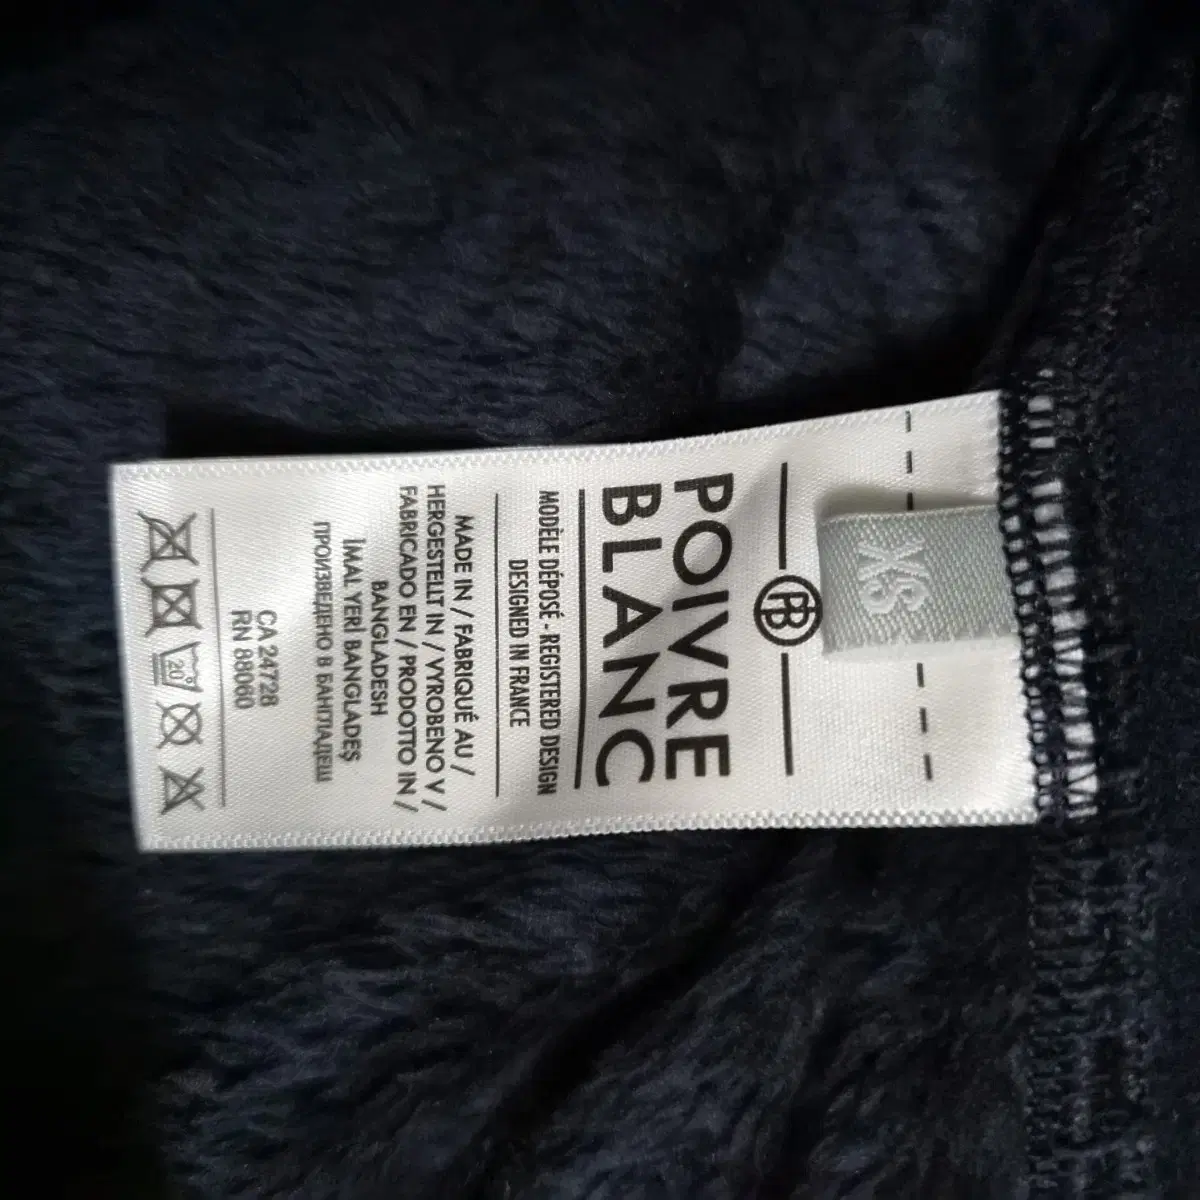 XS
PB
POIVRE
BLANC
MODÈLE DÉPOSÉ - REGISTERED DESIGN
DESIGNED IN FRANCE
MADE IN / FABRIQUÉ AU /
HERGESTELLT IN / VYROBENO V /
FABRICADO EN / PRODOTTO IN /
BANGLADESH
İMAL YERİ BANGLADEŞ
ПРОИЗВЕДЕНО В БАНГЛАДЕШ
CA 24728
RN 88060
20°